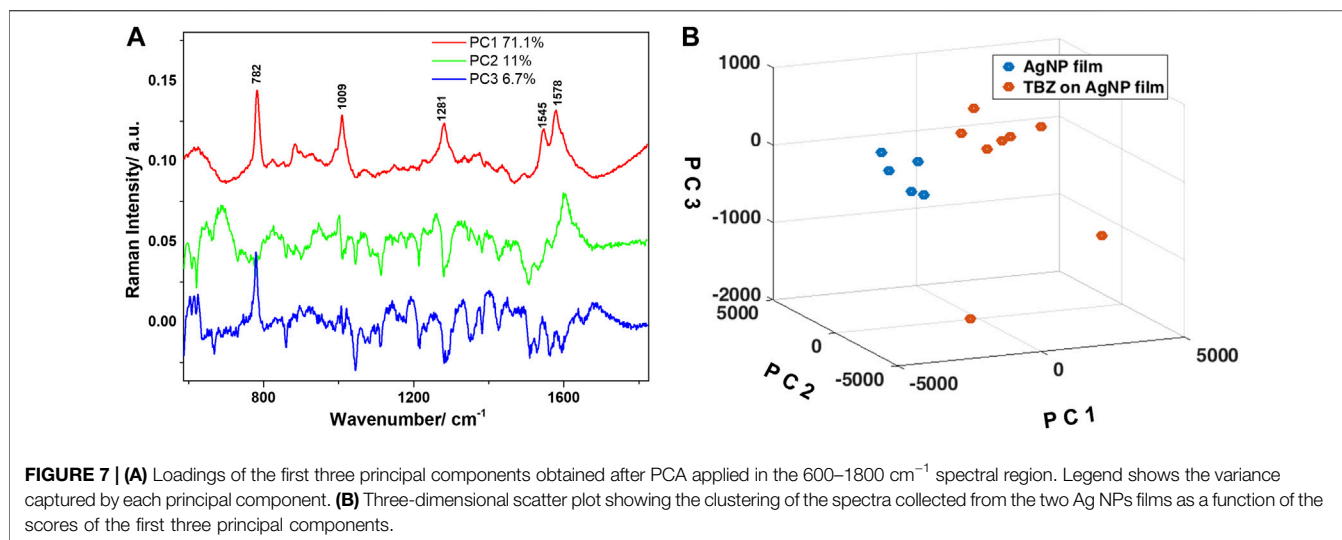 A
PC1 71.1%
PC2 11%
PC3 6.7%
782
1009
1281
1545
1578
0.15
0.10
0.05
0.00
Raman Intensity/ a.u.
800
1200
1600
Wavenumber/ cm⁻¹
B
AgNP film
TBZ on AgNP film
1000
0
-1000
-2000
PC3
5000
0
-5000
PC2
-5000
0
5000
PC1
FIGURE 7 | (A) Loadings of the first three principal components obtained after PCA applied in the 600–1800 cm⁻¹ spectral region. Legend shows the variance
captured by each principal component. (B) Three-dimensional scatter plot showing the clustering of the spectra collected from the two Ag NPs films as a function of the
scores of the first three principal components.